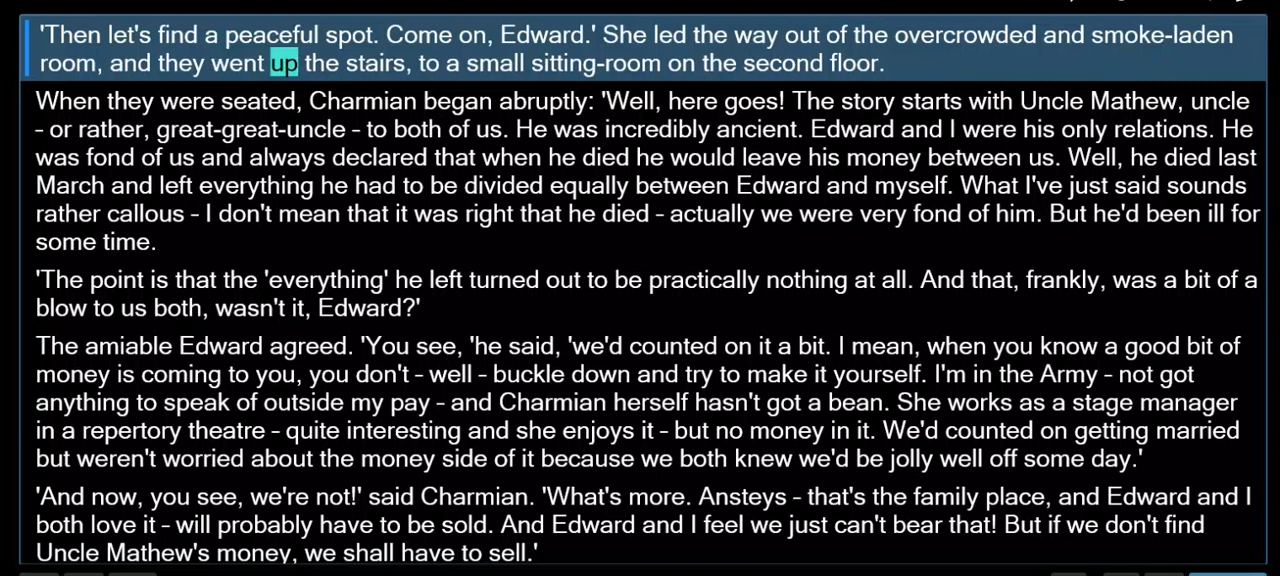 'Then let's find a peaceful spot. Come on, Edward.' She led the way out of the overcrowded and smoke-laden
room, and they went up the stairs, to a small sitting-room on the second floor.
When they were seated, Charmian began abruptly: 'Well, here goes! The story starts with Uncle Mathew, uncle
– or rather, great-great-uncle – to both of us. He was incredibly ancient. Edward and I were his only relations. He
was fond of us and always declared that when he died he would leave his money between us. Well, he died last
March and left everything he had to be divided equally between Edward and myself. What I've just said sounds
rather callous – I don't mean that it was right that he died – actually we were very fond of him. But he'd been ill for
some time.
'The point is that the 'everything' he left turned out to be practically nothing at all. And that, frankly, was a bit of a
blow to us both, wasn't it, Edward?'
The amiable Edward agreed. 'You see, 'he said, 'we'd counted on it a bit. I mean, when you know a good bit of
money is coming to you, you don't – well – buckle down and try to make it yourself. I'm in the Army – not got
anything to speak of outside my pay – and Charmian herself hasn't got a bean. She works as a stage manager
in a repertory theatre – quite interesting and she enjoys it – but no money in it. We'd counted on getting married
but weren't worried about the money side of it because we both knew we'd be jolly well off some day.'
'And now, you see, we're not!' said Charmian. 'What's more. Ansteys – that's the family place, and Edward and I
both love it – will probably have to be sold. And Edward and I feel we just can't bear that! But if we don't find
Uncle Mathew's money, we shall have to sell.'